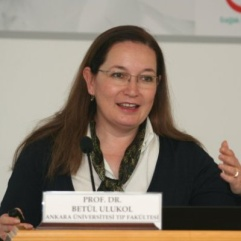 PROF. DR.
BETÜL ULUKOL
ANKARA ÜNİVERSİTESİ TIP FAKÜLTESİ